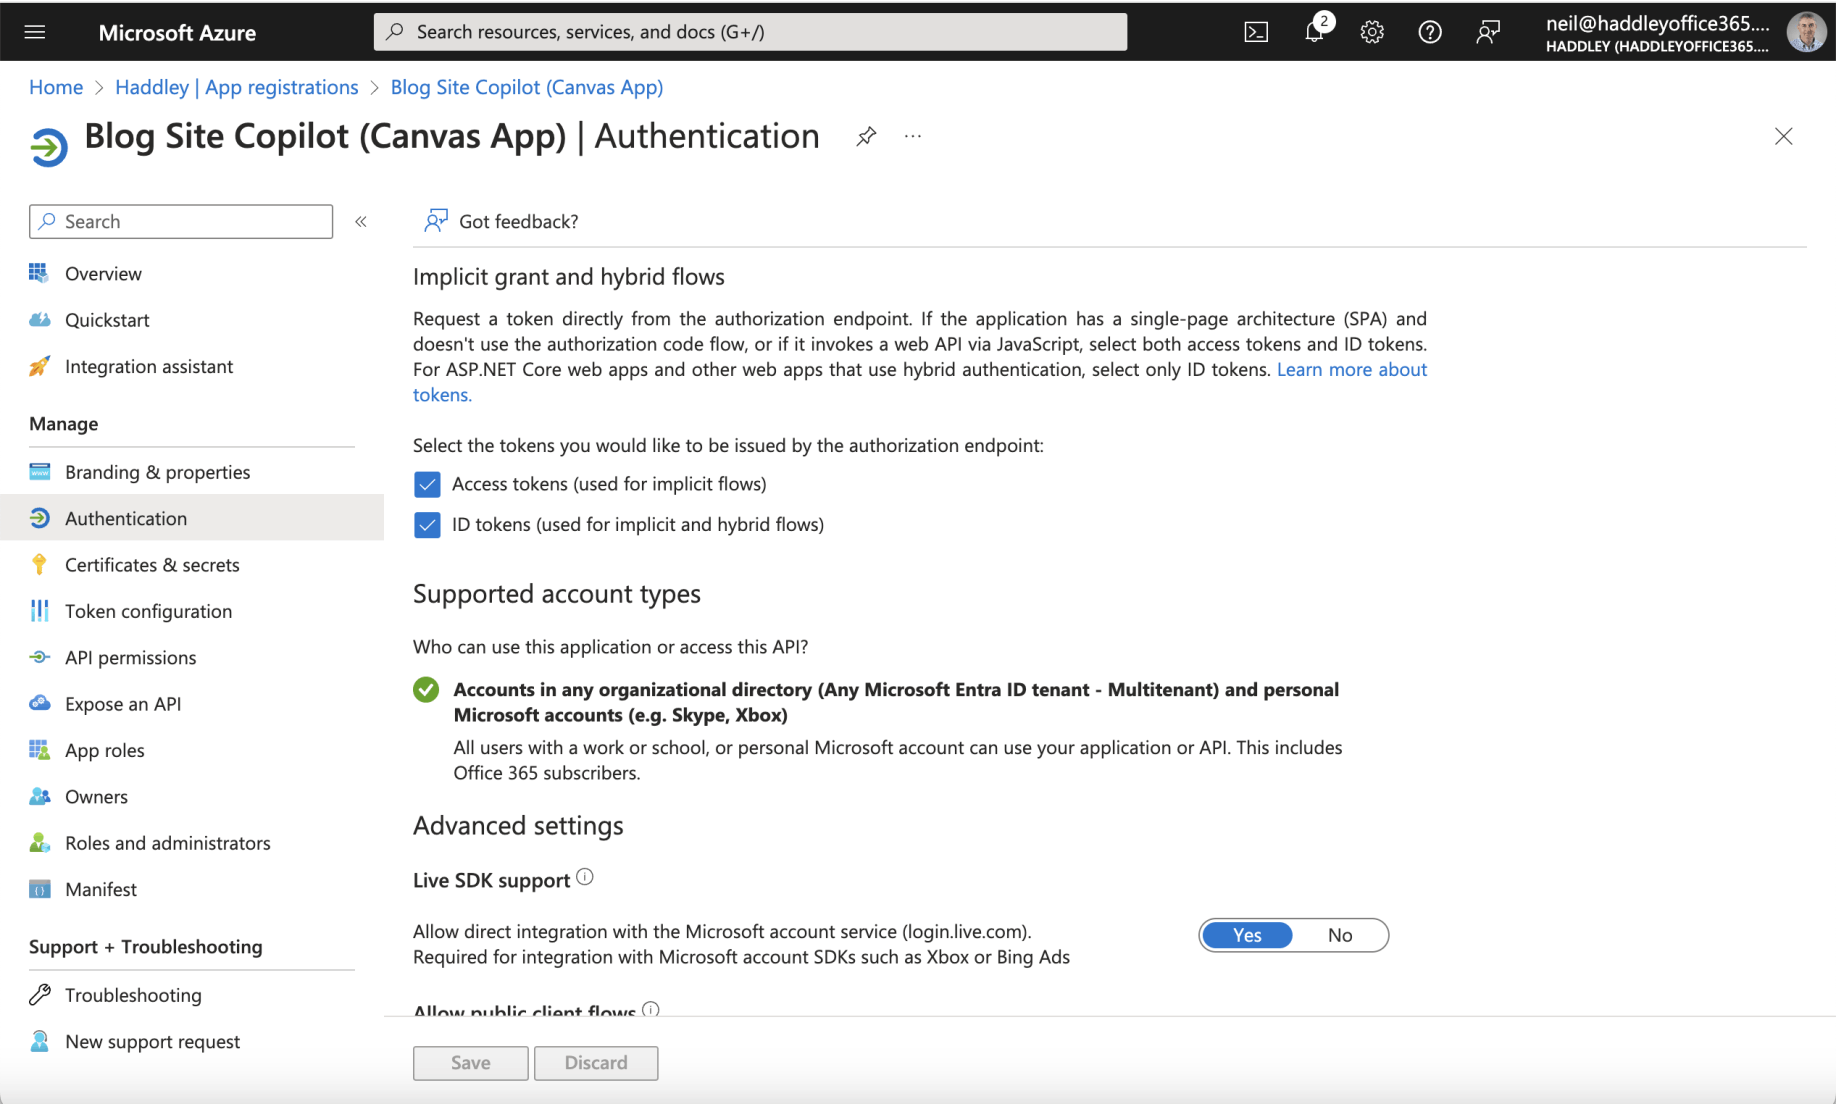 Microsoft Azure
Search resources, services, and docs (G+/)
2
neil@haddleyoffice365....
HADDLEY (HADDLEYOFFICE365....
Home > Haddley | App registrations > Blog Site Copilot (Canvas App)
Blog Site Copilot (Canvas App) | Authentication
Search
Got feedback?
Overview
Quickstart
Integration assistant
Manage
Branding & properties
Authentication
Certificates & secrets
Token configuration
API permissions
Expose an API
App roles
Owners
Roles and administrators
Manifest
Support + Troubleshooting
Troubleshooting
New support request
Implicit grant and hybrid flows
Request a token directly from the authorization endpoint. If the application has a single-page architecture (SPA) and
doesn't use the authorization code flow, or if it invokes a web API via JavaScript, select both access tokens and ID tokens.
For ASP.NET Core web apps and other web apps that use hybrid authentication, select only ID tokens. Learn more about
tokens.
Select the tokens you would like to be issued by the authorization endpoint:
Access tokens (used for implicit flows)
ID tokens (used for implicit and hybrid flows)
Supported account types
Who can use this application or access this API?
Accounts in any organizational directory (Any Microsoft Entra ID tenant - Multitenant) and personal
Microsoft accounts (e.g. Skype, Xbox)
All users with a work or school, or personal Microsoft account can use your application or API. This includes
Office 365 subscribers.
Advanced settings
Live SDK support
Allow direct integration with the Microsoft account service (login.live.com).
Required for integration with Microsoft account SDKs such as Xbox or Bing Ads
Yes No
Allow public client flows
Save Discard